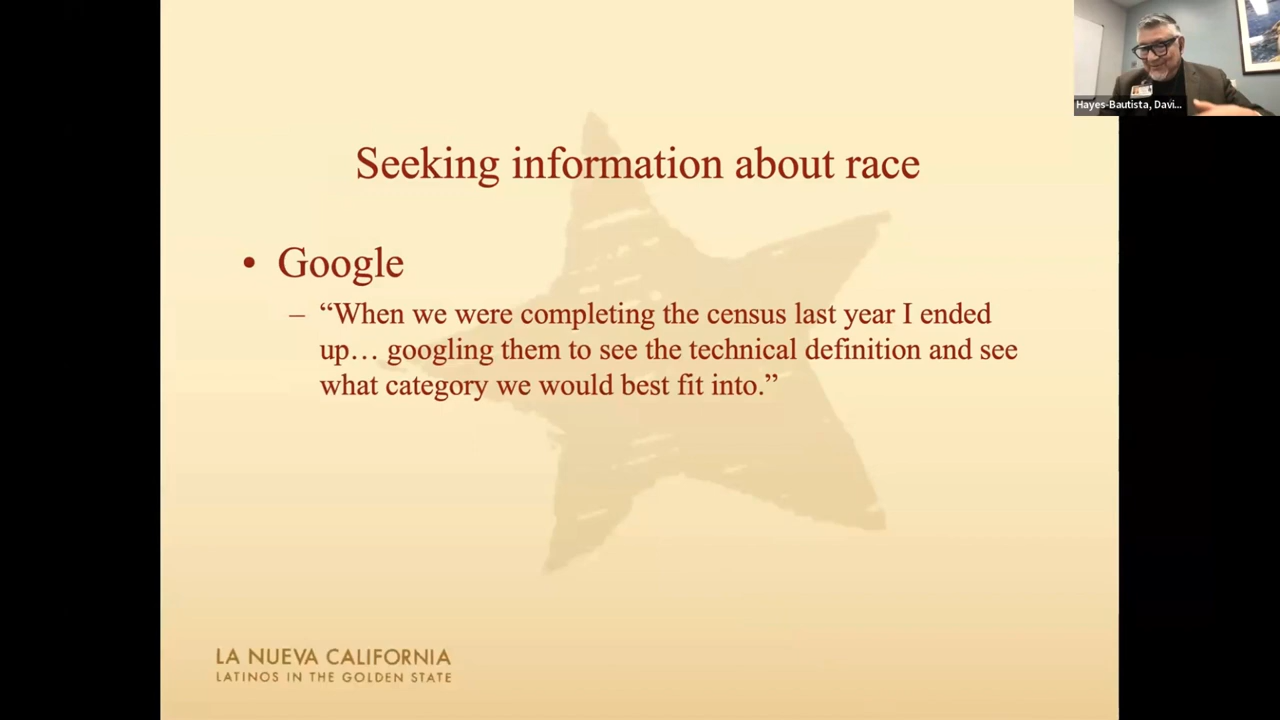 Hayes-Bautista, Davi...
Seeking information about race
• Google
– “When we were completing the census last year I ended
up… googling them to see the technical definition and see
what category we would best fit into.”
LA NUEVA CALIFORNIA
LATINOS IN THE GOLDEN STATE